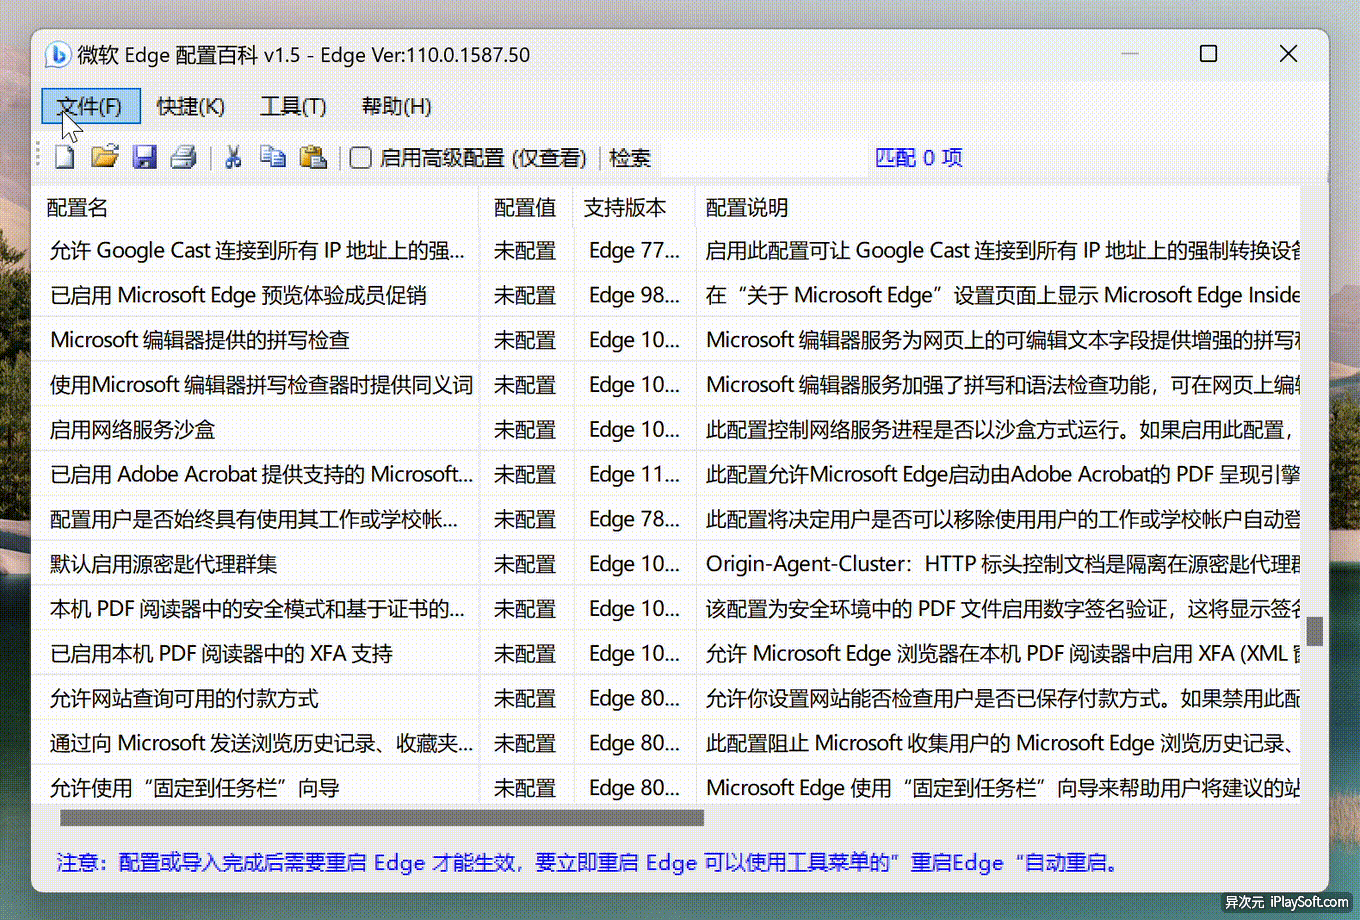 微软 Edge 配置百科 v1.5 - Edge Ver:110.0.1587.50
文件(F) 快捷(K) 工具(T) 帮助(H)
启用高级配置 (仅查看) 检索 匹配 0 项
配置名 配置值 支持版本 配置说明
允许 Google Cast 连接到所有 IP 地址上的强... 未配置 Edge 77... 启用此配置可让 Google Cast 连接到所有 IP 地址上的强制转换设备
已启用 Microsoft Edge 预览体验成员促销 未配置 Edge 98... 在“关于 Microsoft Edge”设置页面上显示 Microsoft Edge Inside
Microsoft 编辑器提供的拼写检查 未配置 Edge 10... Microsoft 编辑器服务为网页上的可编辑文本字段提供增强的拼写和
使用Microsoft 编辑器拼写检查器时提供同义词 未配置 Edge 10... Microsoft 编辑器服务加强了拼写和语法检查功能，可在网页上编辑
启用网络服务沙盒 未配置 Edge 10... 此配置控制网络服务进程是否以沙盒方式运行。如果启用此配置，
已启用 Adobe Acrobat 提供支持的 Microsoft... 未配置 Edge 11... 此配置允许Microsoft Edge启动由Adobe Acrobat的 PDF 呈现引擎
配置用户是否始终具有使用其工作或学校帐... 未配置 Edge 78... 此配置将决定用户是否可以移除使用用户的工作或学校帐户自动登
默认启用源密匙代理群集 未配置 Edge 10... Origin-Agent-Cluster：HTTP 标头控制文档是隔离在源密匙代理群
本机 PDF 阅读器中的安全模式和基于证书的... 未配置 Edge 10... 该配置为安全环境中的 PDF 文件启用数字签名验证，这将显示签名
已启用本机 PDF 阅读器中的 XFA 支持 未配置 Edge 10... 允许 Microsoft Edge 浏览器在本机 PDF 阅读器中启用 XFA (XML
允许网站查询可用的付款方式 未配置 Edge 80... 允许你设置网站能否检查用户是否已保存付款方式。如果禁用此配
通过向 Microsoft 发送浏览历史记录、收藏夹... 未配置 Edge 80... 此配置阻止 Microsoft 收集用户的 Microsoft Edge 浏览历史记录、
允许使用“固定到任务栏”向导 未配置 Edge 80... Microsoft Edge 使用“固定到任务栏”向导来帮助用户将建议的站
注意：配置或导入完成后需要重启 Edge 才能生效，要立即重启 Edge 可以使用工具菜单的”重启Edge“自动重启。
异次元 iPlaySoft.com